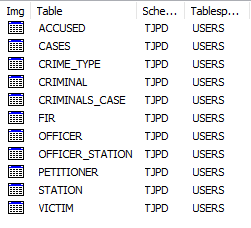 Img Table Sche... Tablesp...
ACCUSED TJPD USERS
CASES TJPD USERS
CRIME_TYPE TJPD USERS
CRIMINAL TJPD USERS
CRIMINALS_CASE TJPD USERS
FIR TJPD USERS
OFFICER TJPD USERS
OFFICER_STATION TJPD USERS
PETITIONER TJPD USERS
STATION TJPD USERS
VICTIM TJPD USERS